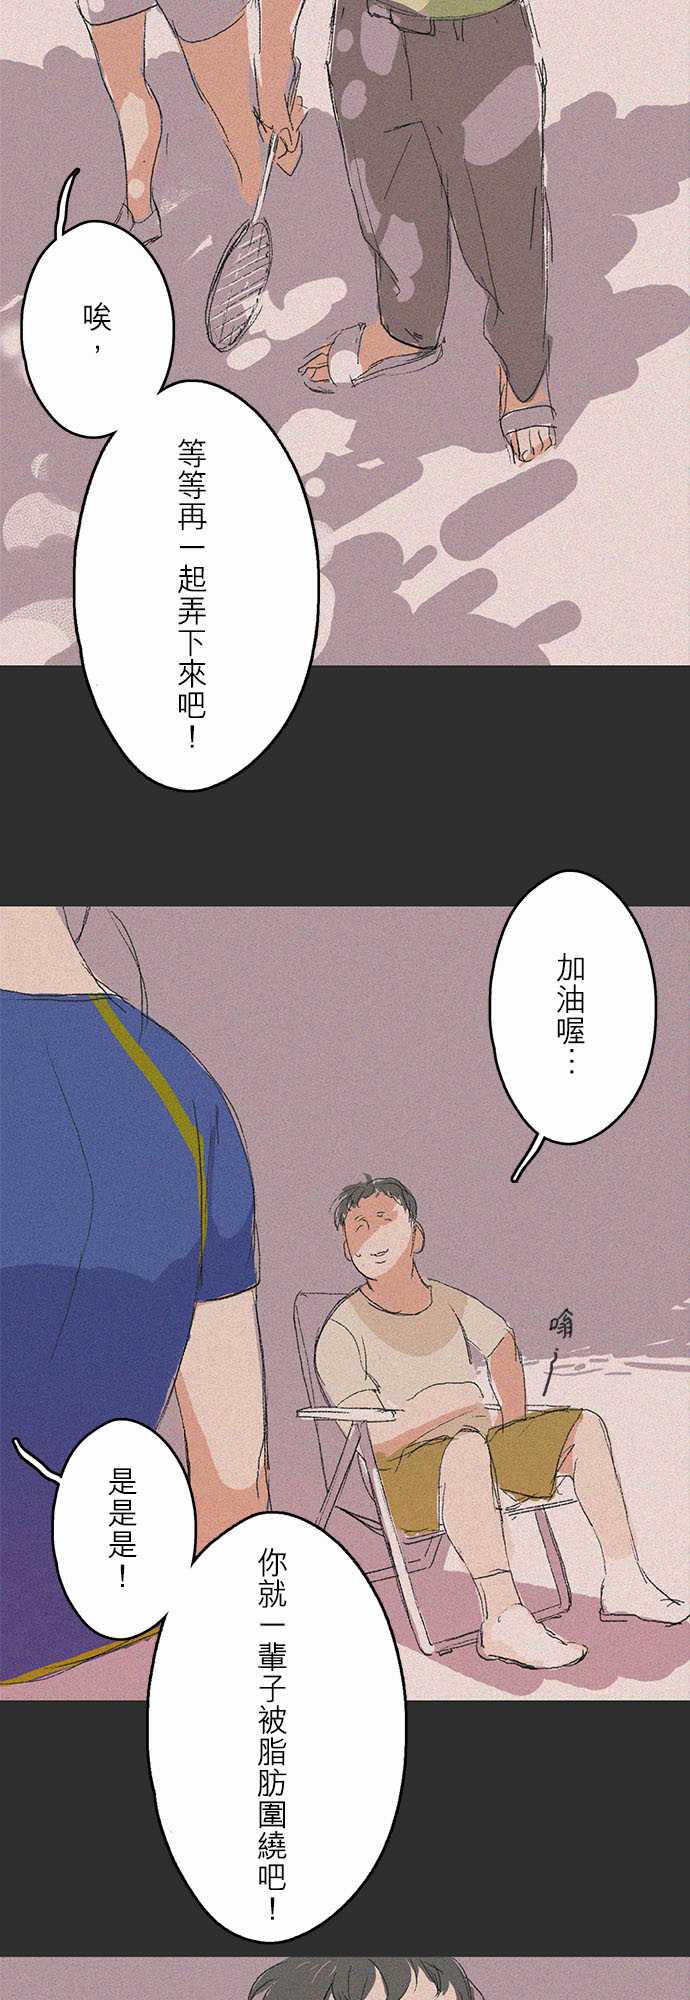 唉，
等等再一起弄下來吧！
加油喔…
嗡
是是是！
你就一輩子被脂肪圍繞吧！